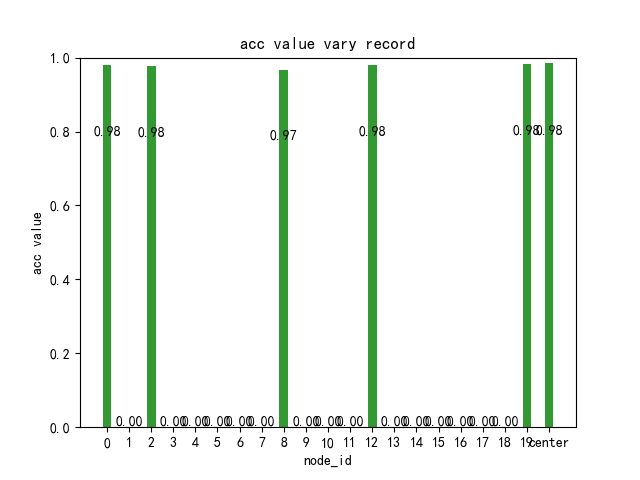 acc value vary record
1.0
0.8
0.6
0.4
0.2
0.0
acc value
0.98 0.98 0.97 0.98 0.98 0.98
0.00 0.00 0.00 0.00 0.00 0.00 0.00 0.00 0.00 0.00 0.00 0.00 0.00 0.00 0.00
0 1 2 3 4 5 6 7 8 9 10 11 12 13 14 15 16 17 18 19 center
node_id